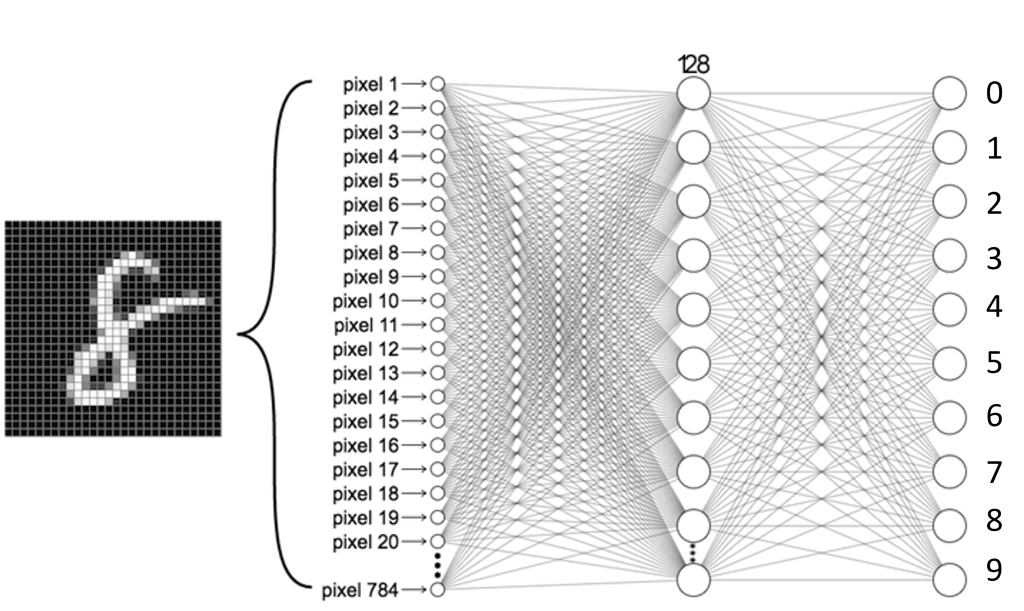 128
pixel 1
pixel 2
pixel 3
pixel 4
pixel 5
pixel 6
pixel 7
pixel 8
pixel 9
pixel 10
pixel 11
pixel 12
pixel 13
pixel 14
pixel 15
pixel 16
pixel 17
pixel 18
pixel 19
pixel 20
pixel 784
0
1
2
3
4
5
6
7
8
9